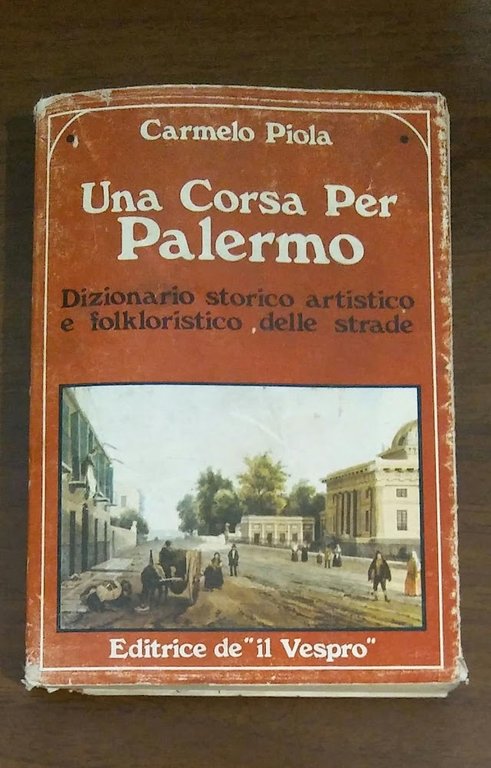 Carmelo Piola
Una Corsa Per
Palermo
Dizionario storico artistico
e folkloristico delle strade
Editrice de "il Vespro"